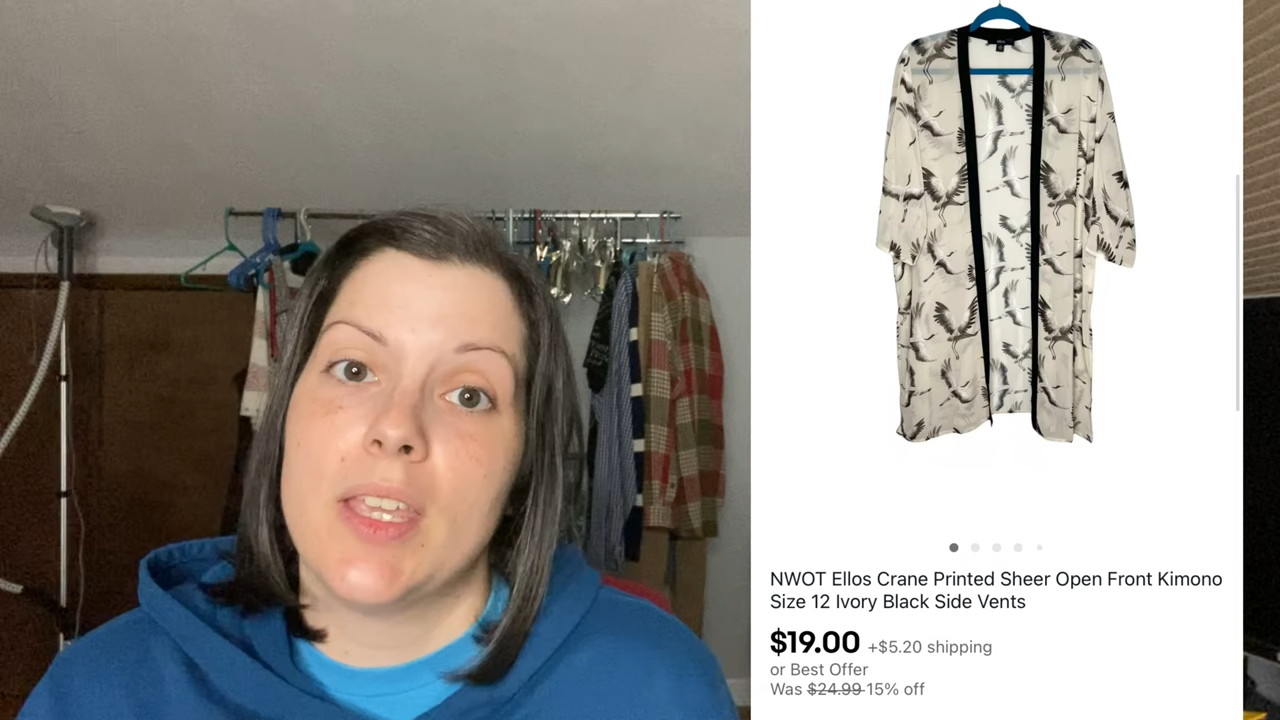 NWOT Ellos Crane Printed Sheer Open Front Kimono
Size 12 Ivory Black Side Vents
$19.00 +$5.20 shipping
or Best Offer
Was $24.99 15% off